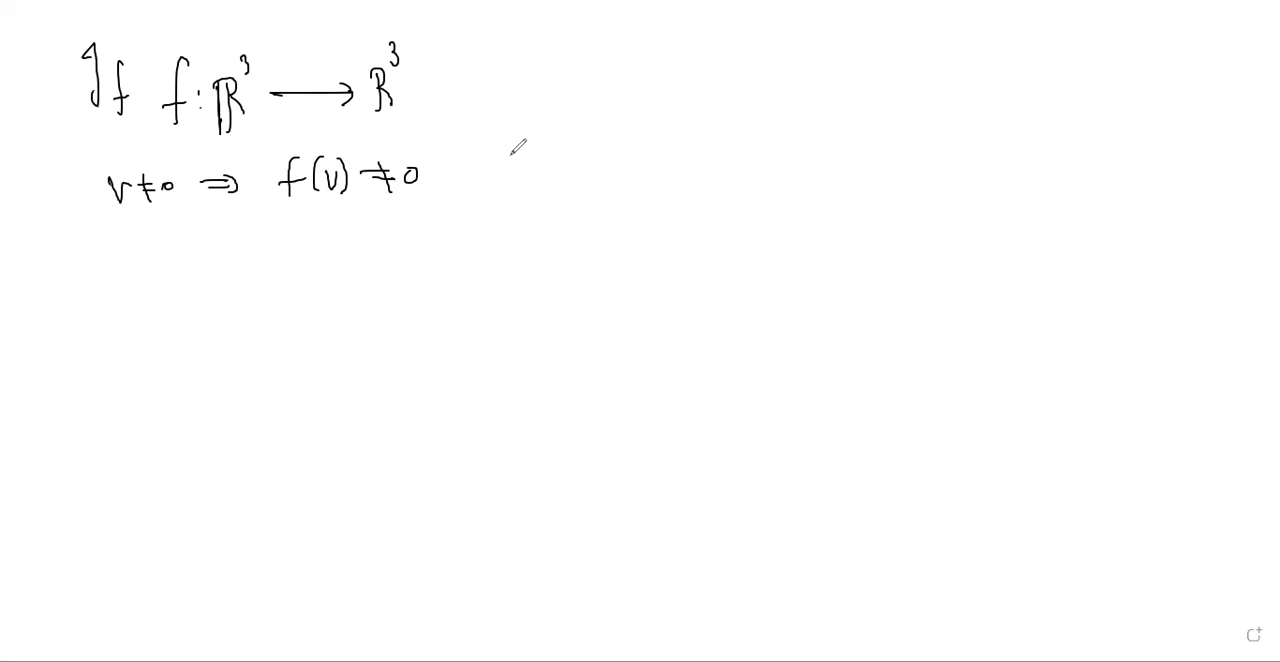 If f: ℝ³ ⟶ ℝ³
v≠0 ⇒ f(v) ≠0